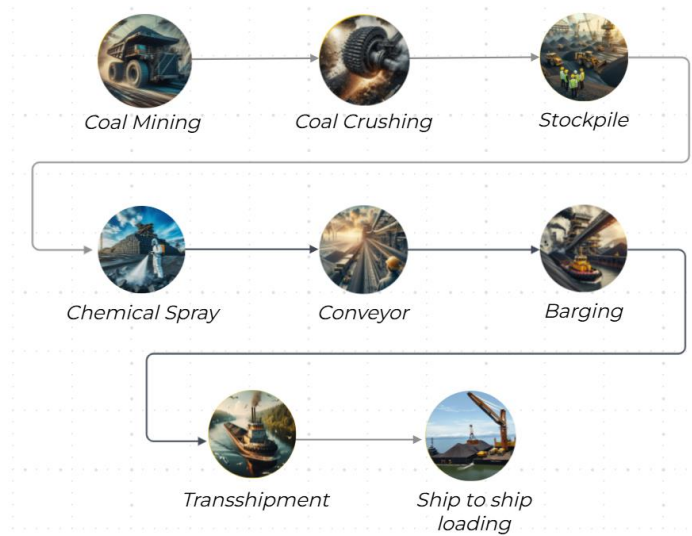 Coal Mining
Coal Crushing
Stockpile
Chemical Spray
Conveyor
Barging
Transshipment
Ship to ship
loading